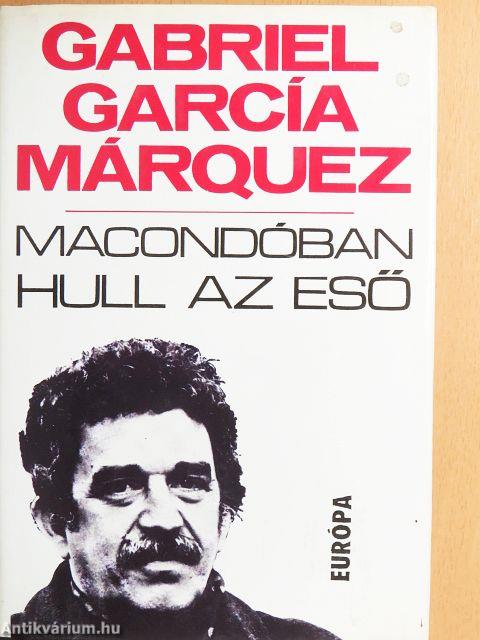 GABRIEL
GARCÍA
MÁRQUEZ
MACONDÓBAN
HULL AZ ESŐ
EURÓPA
Antikvárium.hu